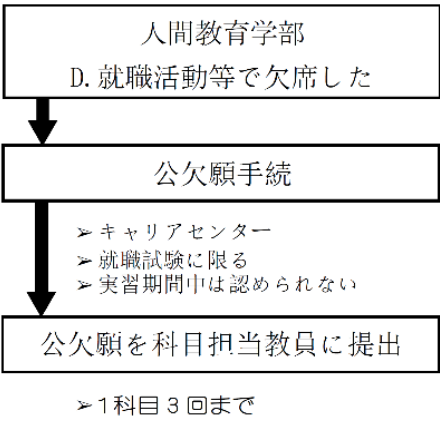 人間教育学部
D. 就職活動等で欠席した
公欠願手続
➢キャリアセンター
➢就職試験に限る
➢実習期間中は認められない
公欠願を科目担当教員に提出
➢1科目3回まで